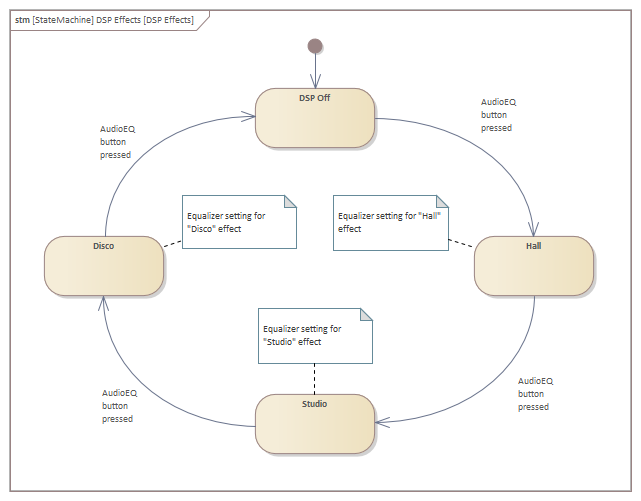 stm [StateMachine] DSP Effects [DSP Effects]
DSP Off
AudioEQ
button
pressed
AudioEQ
button
pressed
Equalizer setting for
"Disco" effect
Equalizer setting for "Hall"
effect
Disco
Hall
Equalizer setting for
"Studio" effect
AudioEQ
button
pressed
AudioEQ
button
pressed
Studio